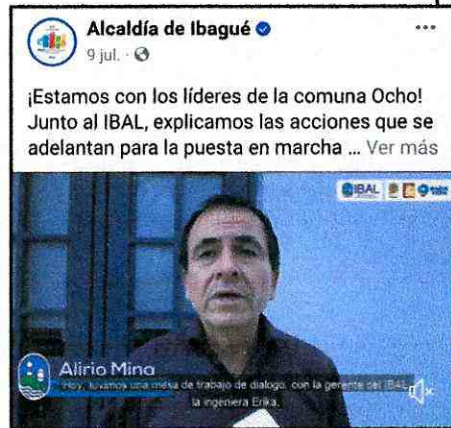 Alcaldía de Ibagué
9 jul. ·
¡Estamos con los líderes de la comuna Ocho!
Junto al IBAL, explicamos las acciones que se
adelantan para la puesta en marcha ... Ver más
IBAL
Alirio Mina
Hoy, tuvimos una mesa de trabajo de dialogo, con la gerente del IBAL
la ingeniera Erika,